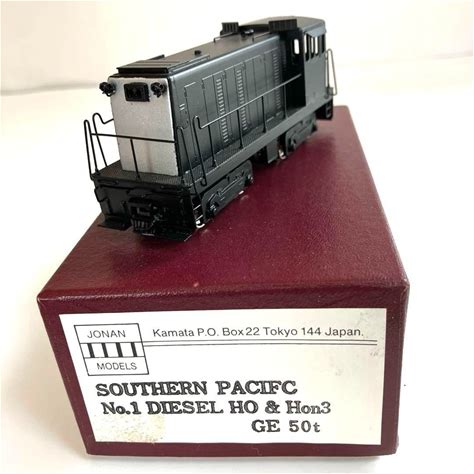 JONAN
MODELS
Kamata P.O. Box 22 Tokyo 144 Japan.
SOUTHERN PACIFC
No.1 DIESEL HO & Hon3
GE 50t